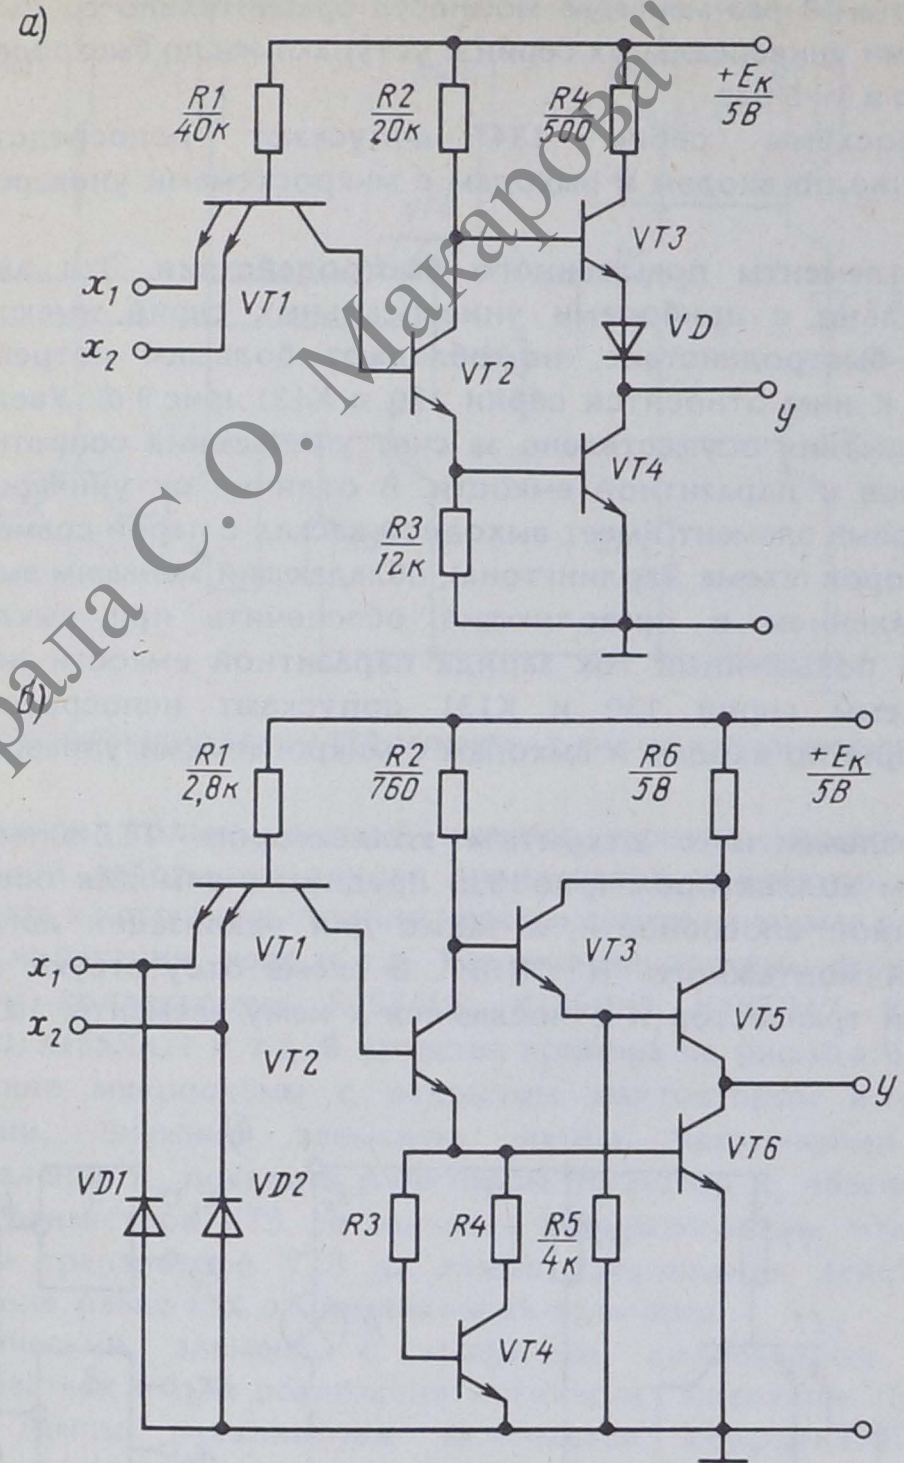 а)
R1
40к
R2
20к
R4
500
+Eк
5В
x1
x2
VT1
VT2
VT3
VD
y
VT4
R3
12к
рала С.О. Макарова"
б)
R1
2,8к
R2
760
R6
58
+Eк
5В
x1
x2
VT1
VT2
VT3
VT5
y
VT6
VD1
VD2
R3
R4
R5
4к
VT4